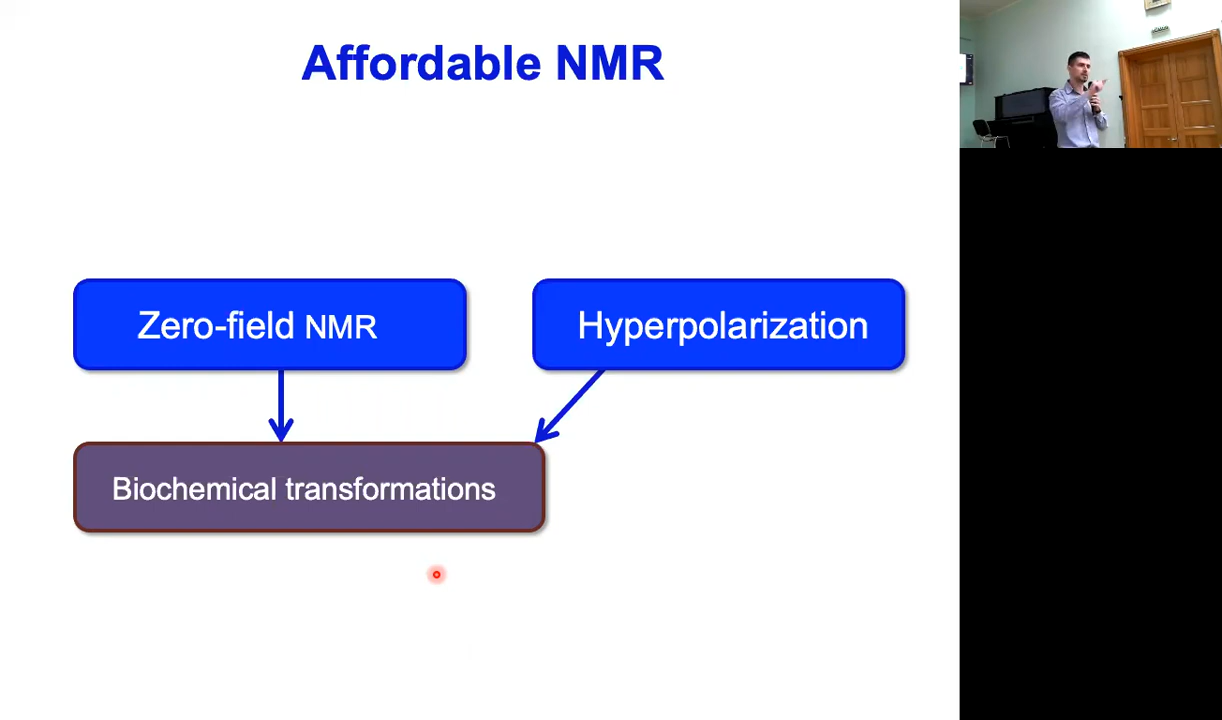 Affordable NMR
Zero-field NMR
Hyperpolarization
Biochemical transformations